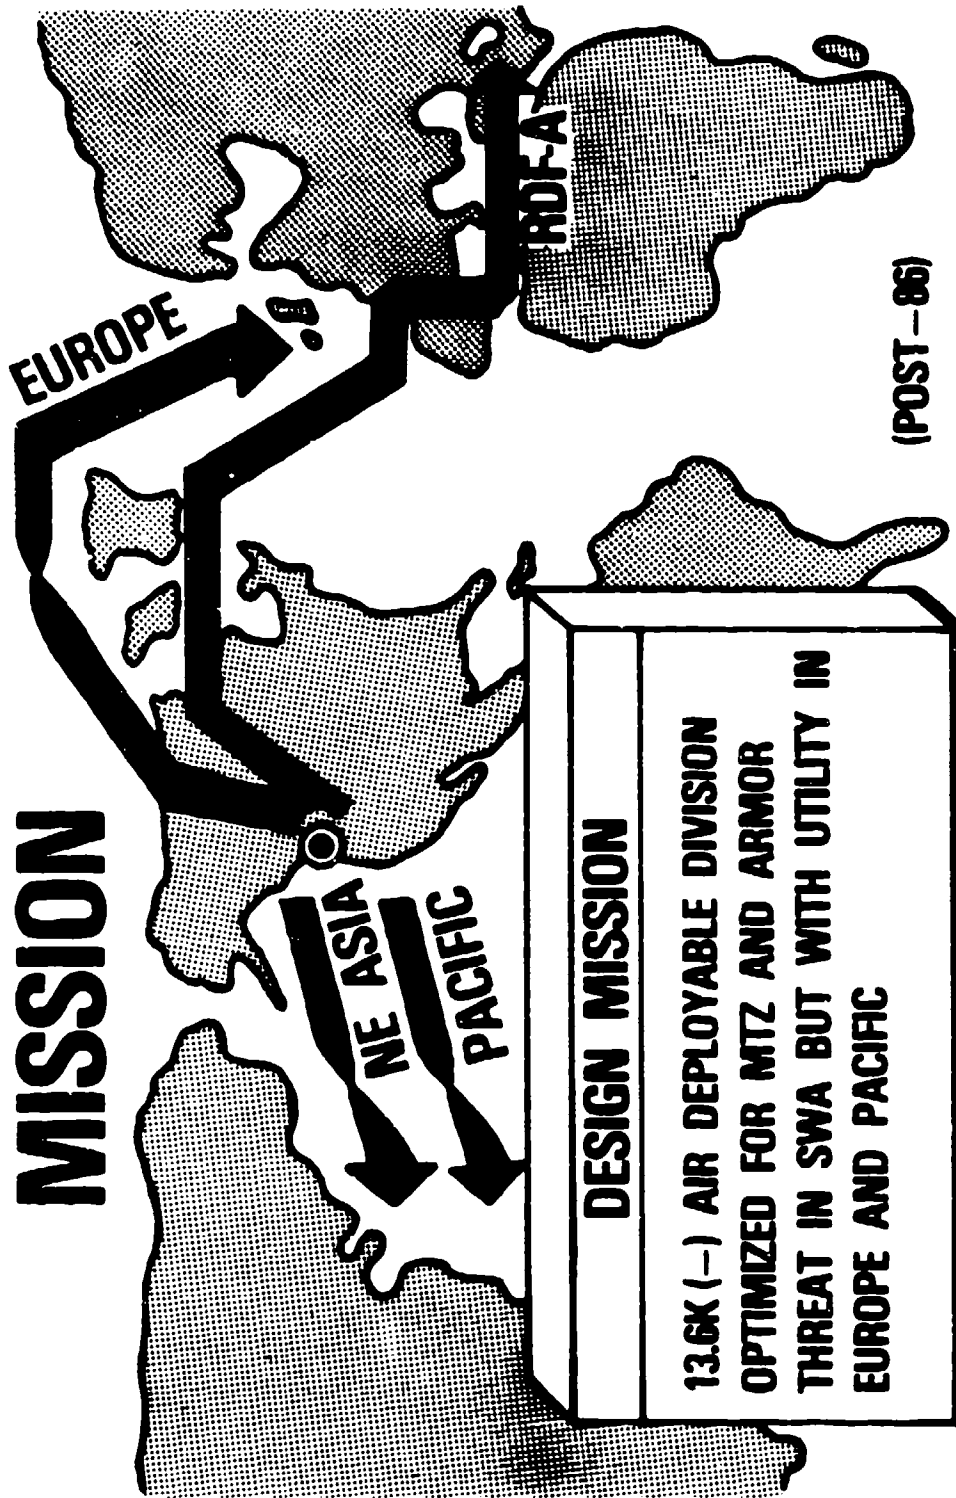 MISSION
EUROPE
RDF-A
NE ASIA
PACIFIC
(POST-86)
DESIGN MISSION
13.6K (-) AIR DEPLOYABLE DIVISION
OPTIMIZED FOR MTZ AND ARMOR
THREAT IN SWA BUT WITH UTILITY IN
EUROPE AND PACIFIC